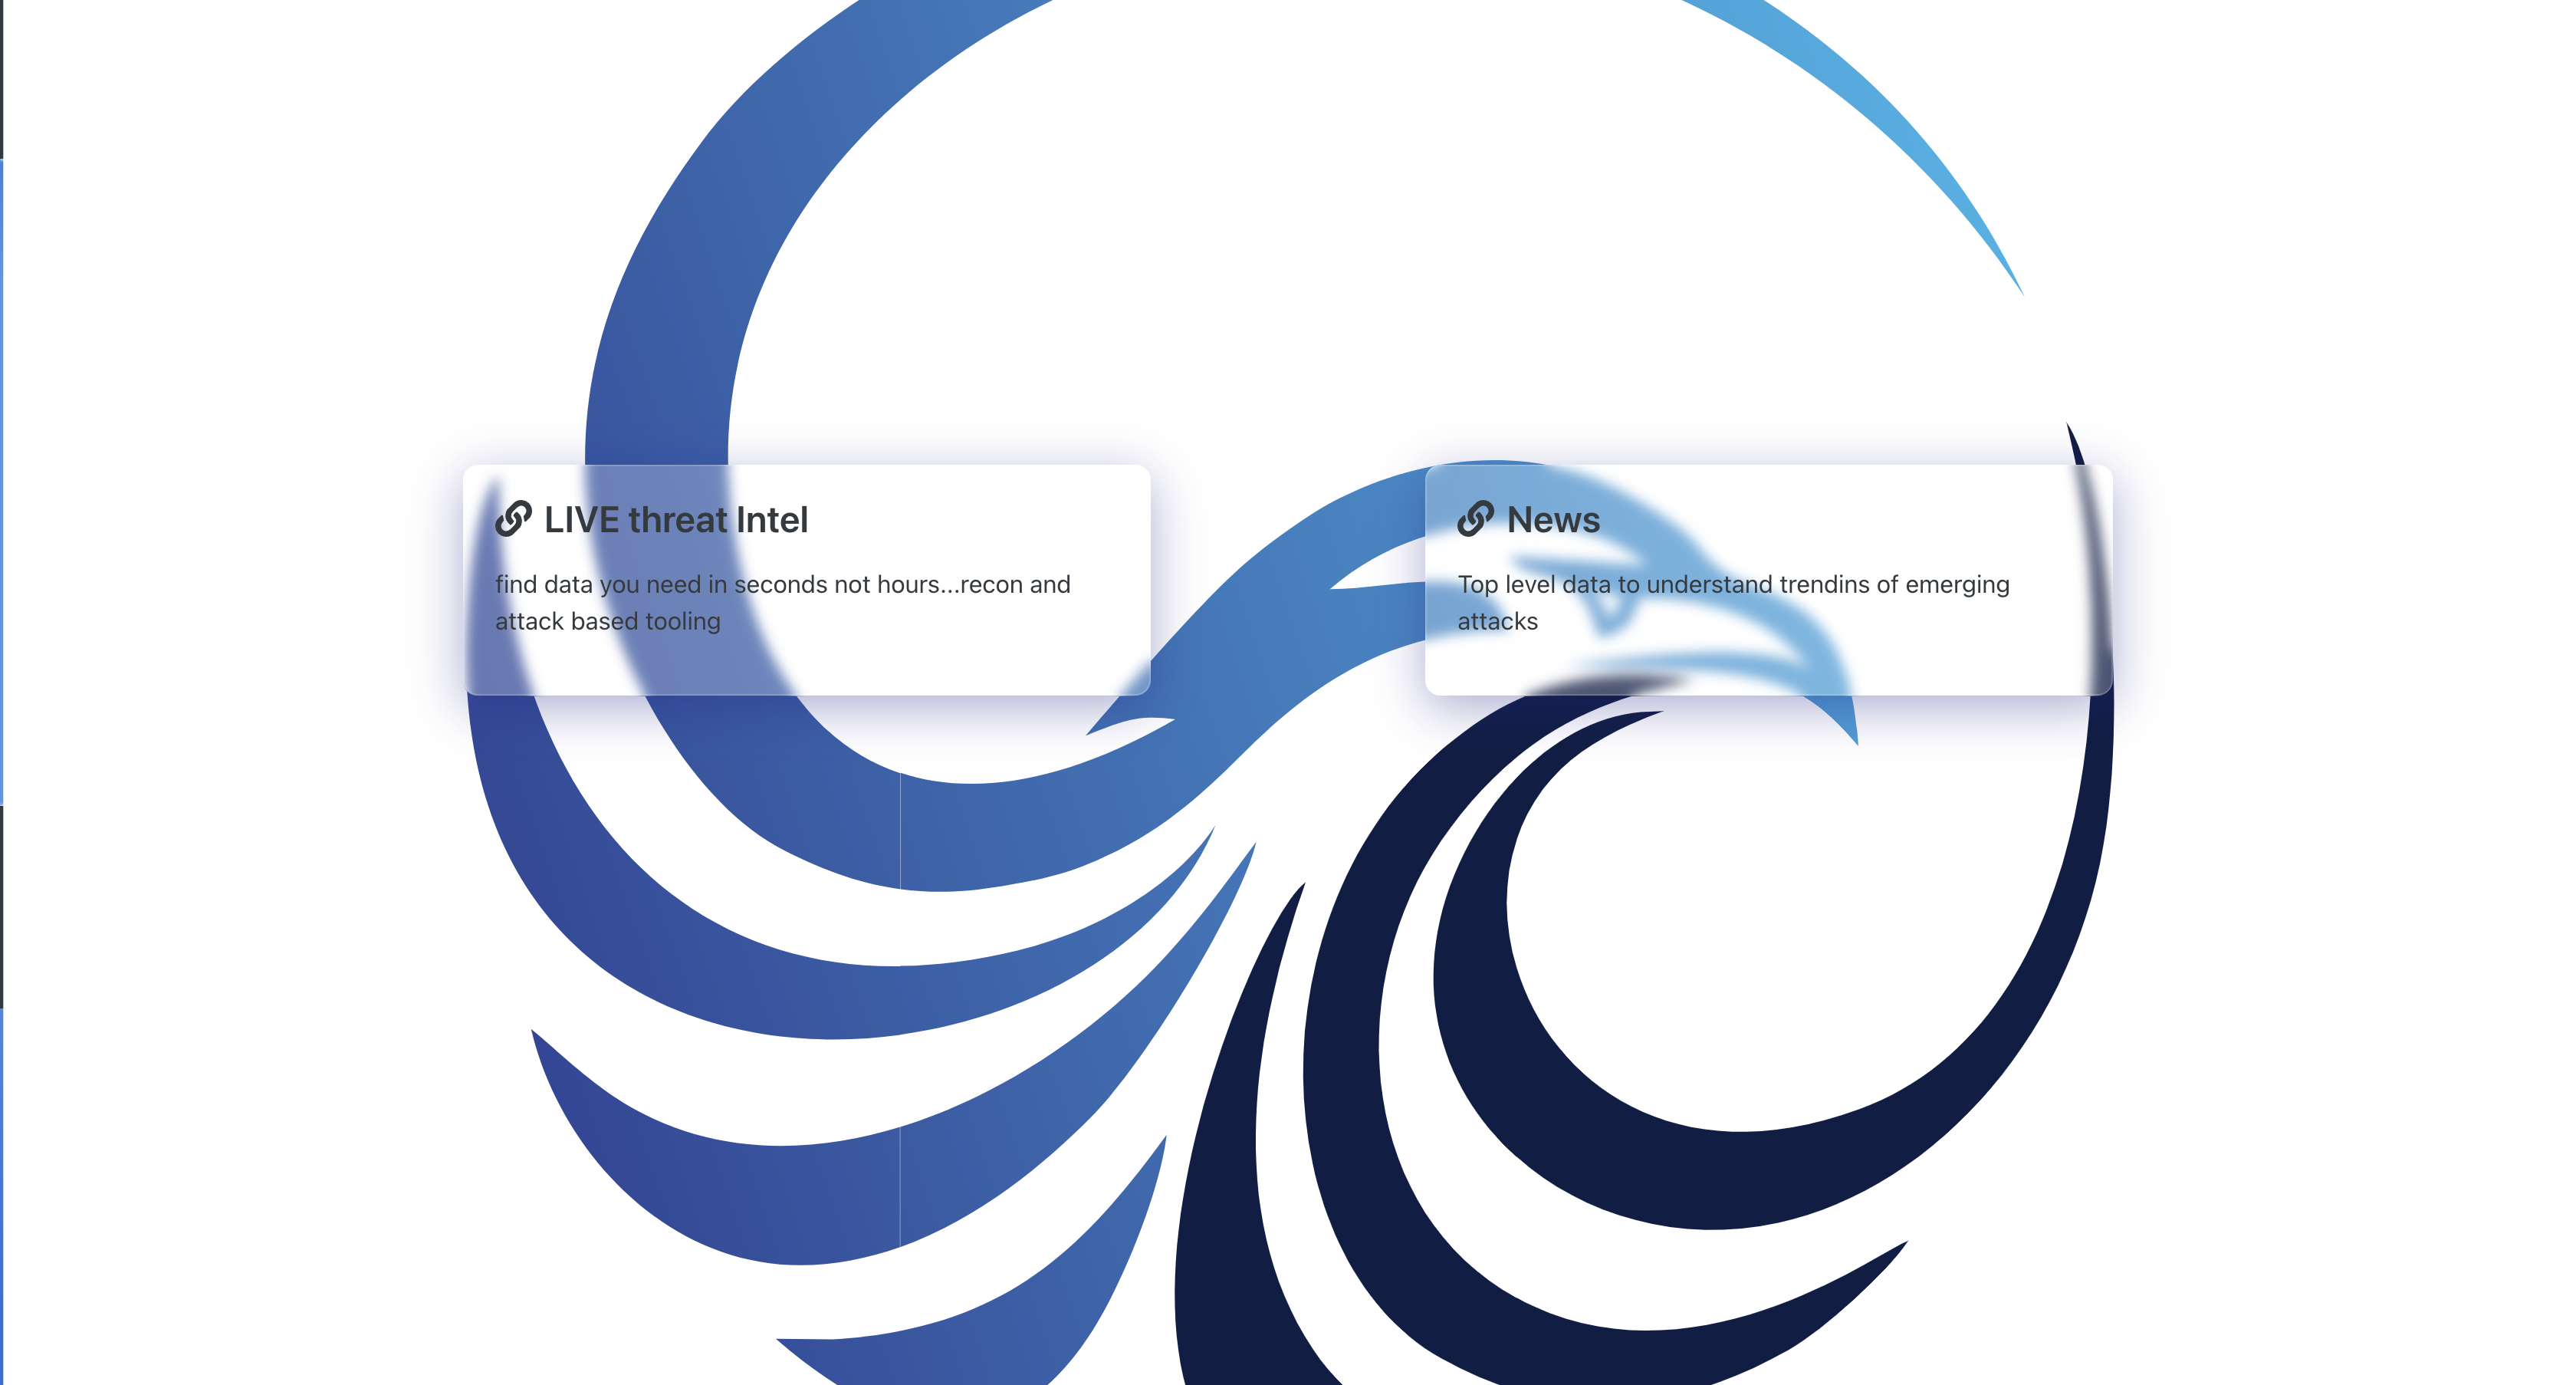 LIVE threat Intel
find data you need in seconds not hours...recon and
attack based tooling
News
Top level data to understand trendins of emerging
attacks